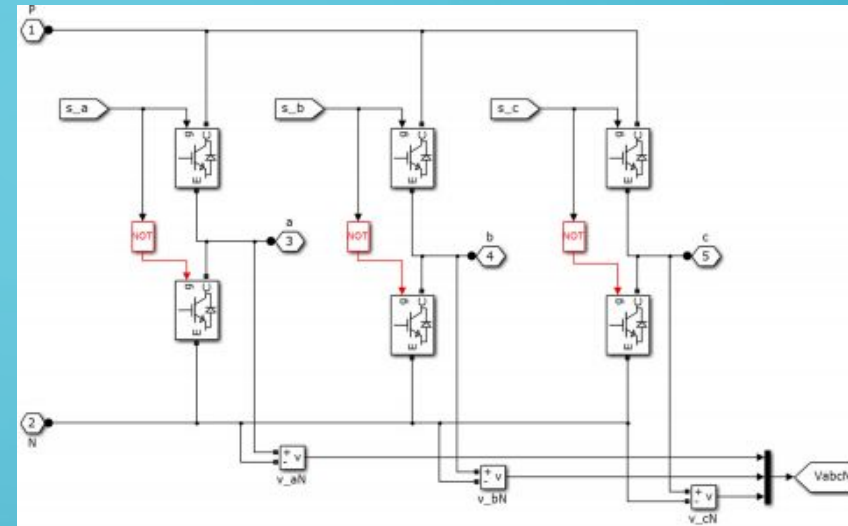 P
1
s_a
s_b
s_c
g
C
E
g
C
E
g
C
E
NOT
NOT
NOT
a
3
b
4
c
5
g
C
E
g
C
E
g
C
E
2
N
+
-
v
v_aN
+
-
v
v_bN
+
-
v
v_cN
VabcN